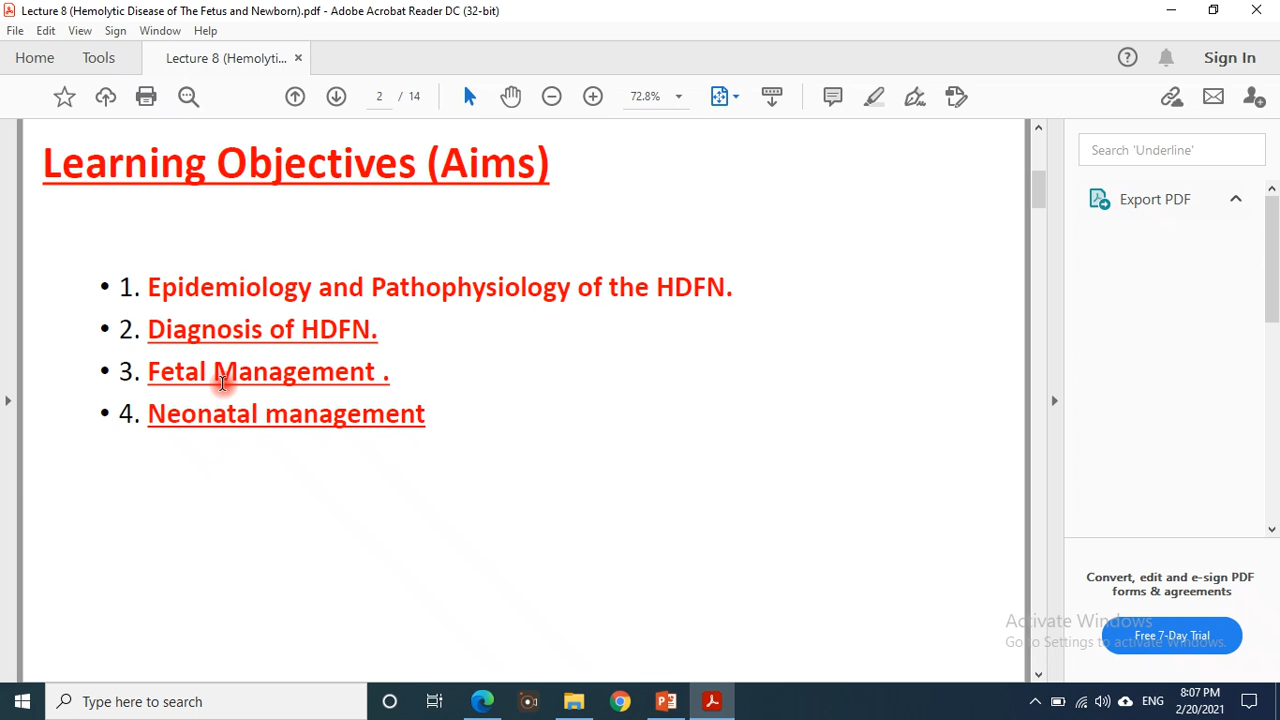 Lecture 8 (Hemolytic Disease of The Fetus and Newborn).pdf - Adobe Acrobat Reader DC (32-bit)
File Edit View Sign Window Help
Home Tools Lecture 8 (Hemolyti... × Sign In
2 / 14 72.8%
Learning Objectives (Aims)
Search 'Underline'
Export PDF
• 1. Epidemiology and Pathophysiology of the HDFN.
• 2. Diagnosis of HDFN.
• 3. Fetal Management .
• 4. Neonatal management
Convert, edit and e-sign PDF
forms & agreements
Activate Windows
Free 7-Day Trial
Go to Settings to activate Windows.
Type here to search
ENG
8:07 PM
2/20/2021